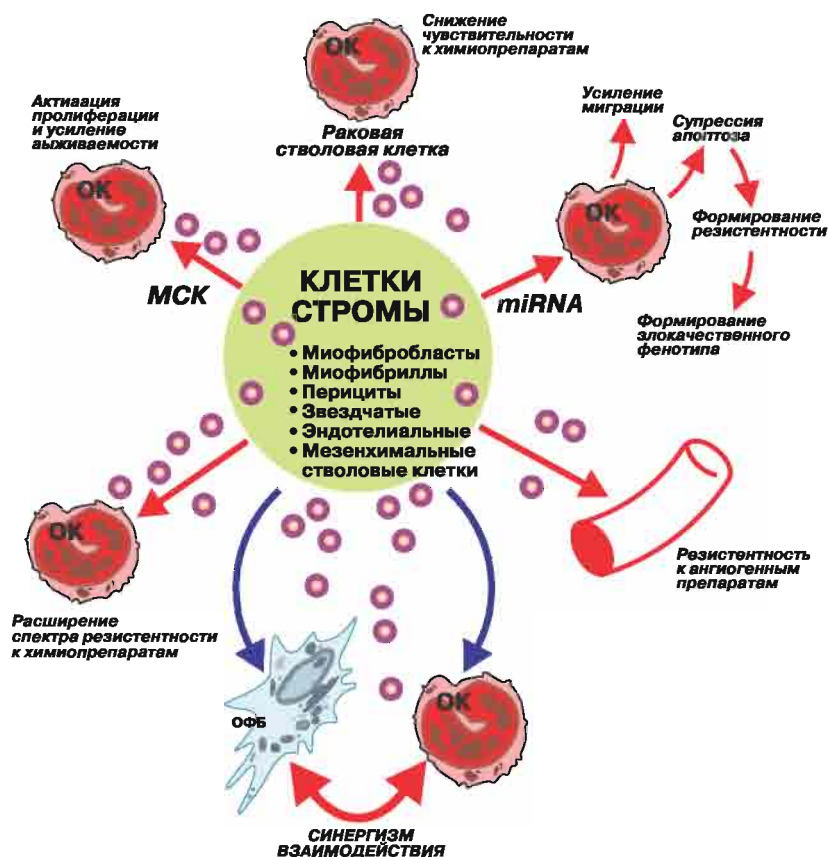 Снижение
чувствительности
к химиопрепаратам
ОК
Раковая
стволовая клетка
Активация
пролиферации
и усиление
аыживаемости
ОК
МСК
Усиление
миграции
Супрессия
апоптоза
ОК
miRNA
Формирование
резистентности
Формирование
злокачественного
фенотипа
КЛЕТКИ
СТРОМЫ
• Миофибробласты
• Миофибриллы
• Перициты
• Звездчатые
• Эндотелиальные
• Мезенхимальные
стволовые клетки
ОК
Расширение
спектра резистентности
к химиопрепаратам
Резистентность
к ангиогенным
препаратам
ОФБ
ОК
СИНЕРГИЗМ
ВЗАИМОДЕЙСТВИЯ